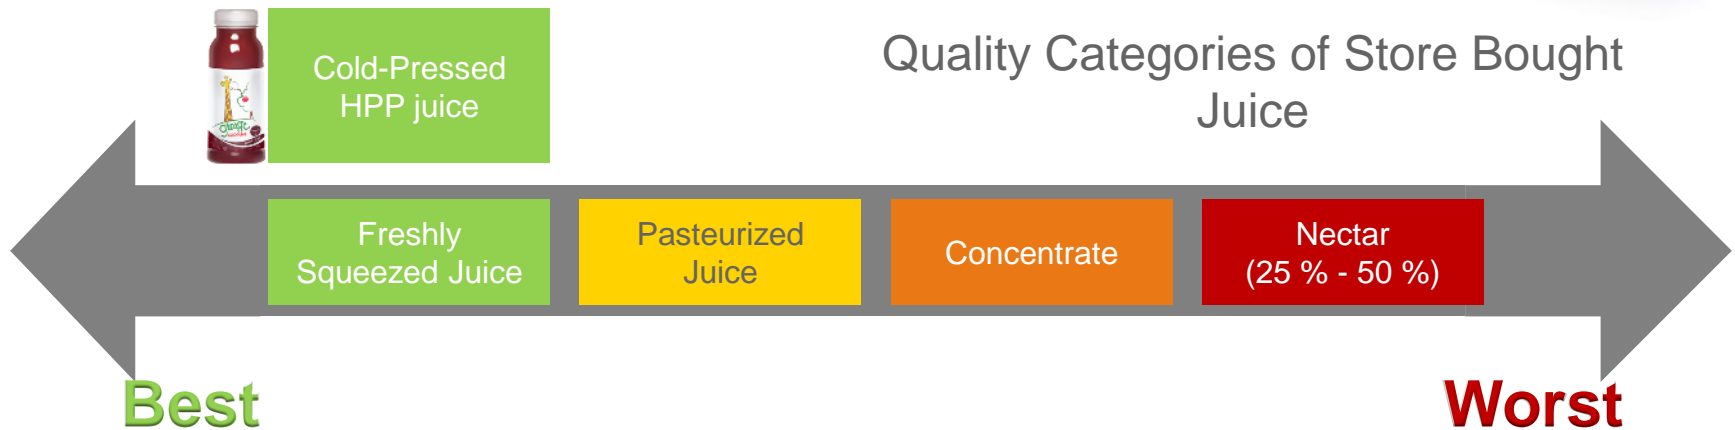 Cold-Pressed
HPP juice
Quality Categories of Store Bought
Juice
Freshly
Squeezed Juice
Pasteurized
Juice
Concentrate
Nectar
(25 % - 50 %)
Best
Worst